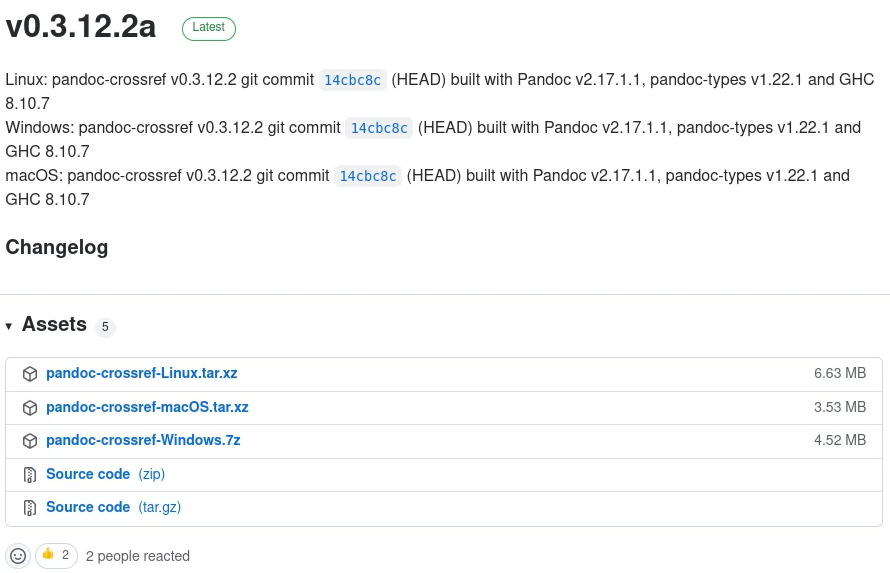 v0.3.12.2a Latest
Linux: pandoc-crossref v0.3.12.2 git commit 14cbc8c (HEAD) built with Pandoc v2.17.1.1, pandoc-types v1.22.1 and GHC
8.10.7
Windows: pandoc-crossref v0.3.12.2 git commit 14cbc8c (HEAD) built with Pandoc v2.17.1.1, pandoc-types v1.22.1 and
GHC 8.10.7
macOS: pandoc-crossref v0.3.12.2 git commit 14cbc8c (HEAD) built with Pandoc v2.17.1.1, pandoc-types v1.22.1 and
GHC 8.10.7
Changelog
Assets 5
pandoc-crossref-Linux.tar.xz 6.63 MB
pandoc-crossref-macOS.tar.xz 3.53 MB
pandoc-crossref-Windows.7z 4.52 MB
Source code (zip)
Source code (tar.gz)
2 2 people reacted